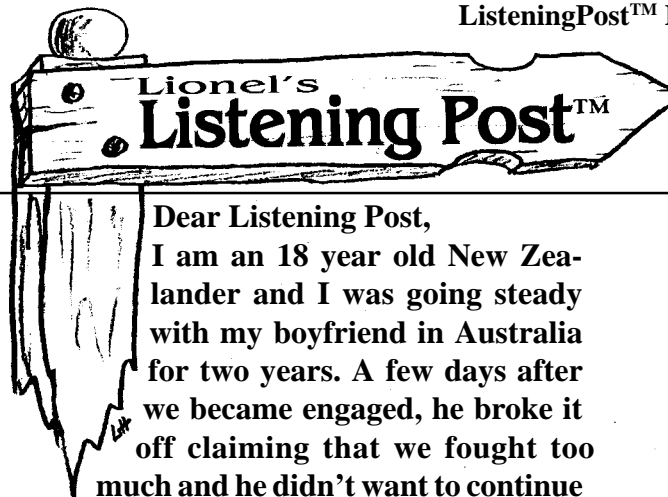 ListeningPost™
Lionel's
Listening Post™
Dear Listening Post,
I am an 18 year old New Zea-
lander and I was going steady
with my boyfriend in Australia
for two years. A few days after
we became engaged, he broke it
off claiming that we fought too
much and he didn't want to continue